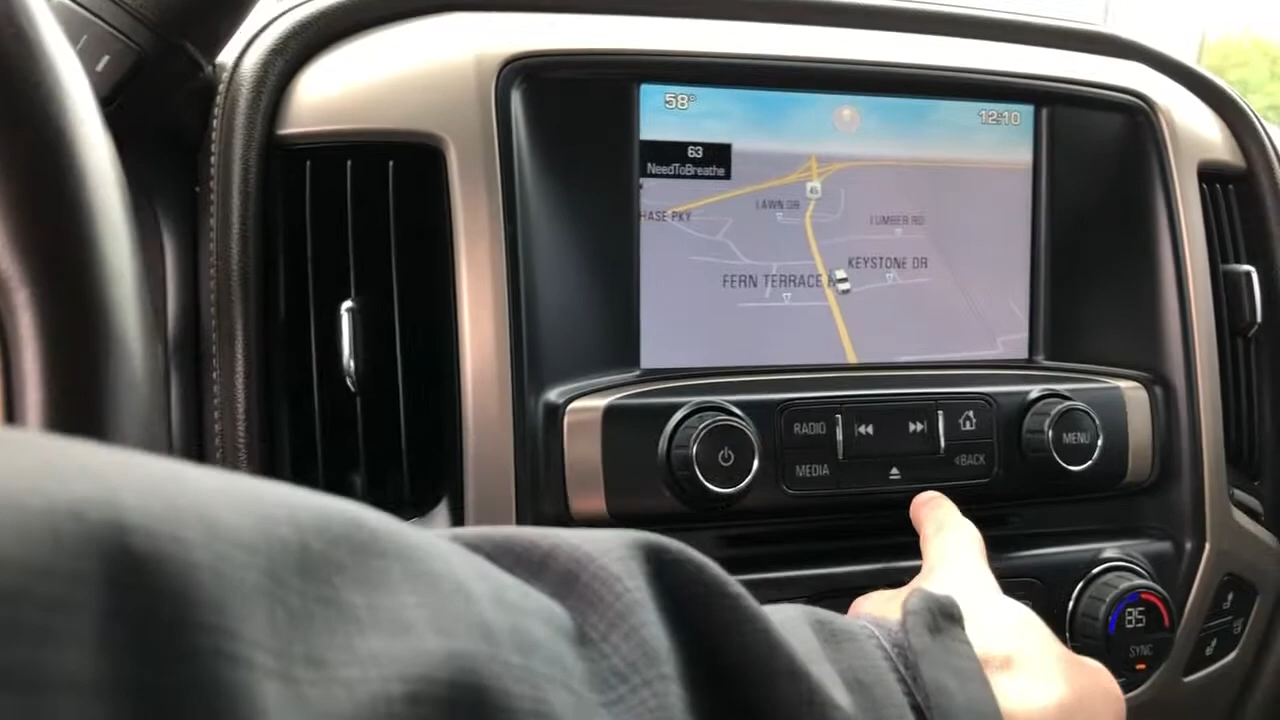 58°
12:10
63
NeedToBreathe
45
LAWN DR
HASE PKY
LUMBER RD
KEYSTONE DR
FERN TERRACE
RADIO
MEDIA
BACK
MENU
85
SYNC